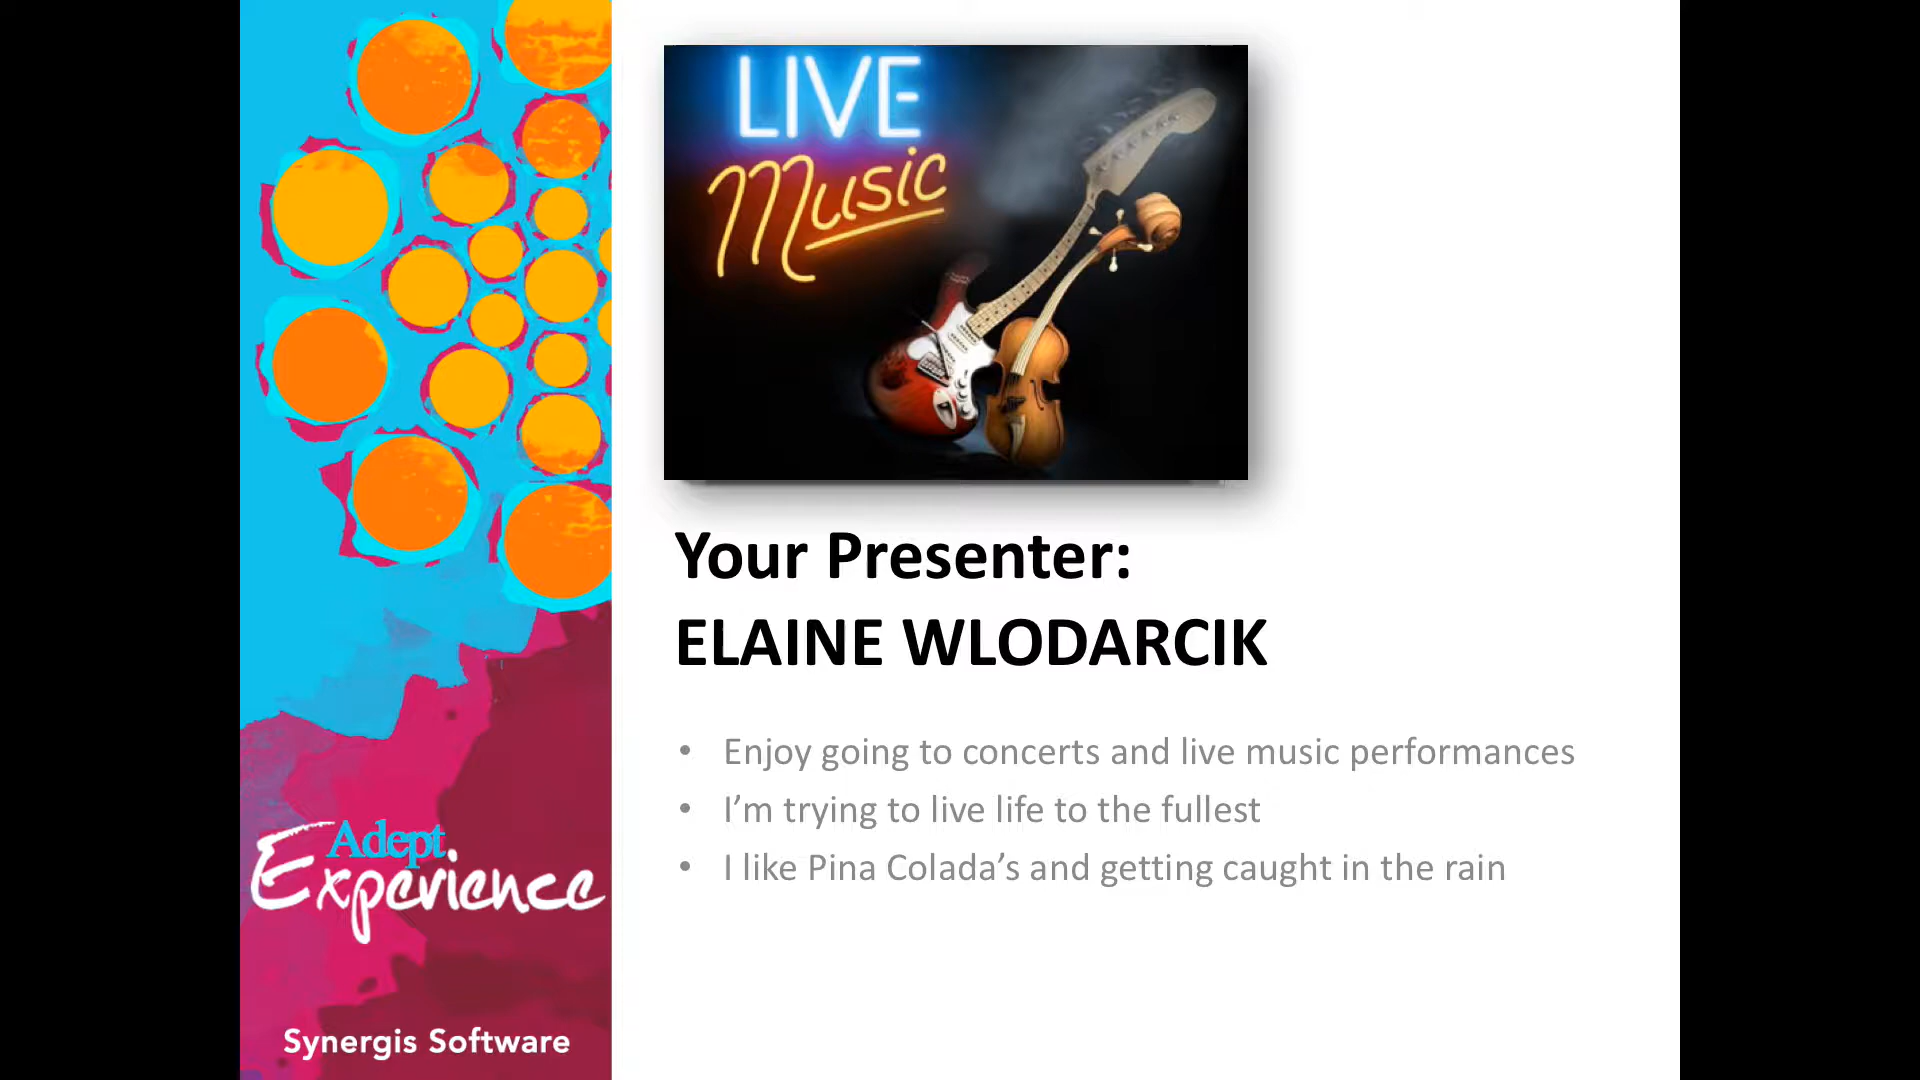 LIVE
Music
Your Presenter:
ELAINE WLODARCIK
• Enjoy going to concerts and live music performances
• I’m trying to live life to the fullest
• I like Pina Colada’s and getting caught in the rain
Adept
Experience
Synergis Software